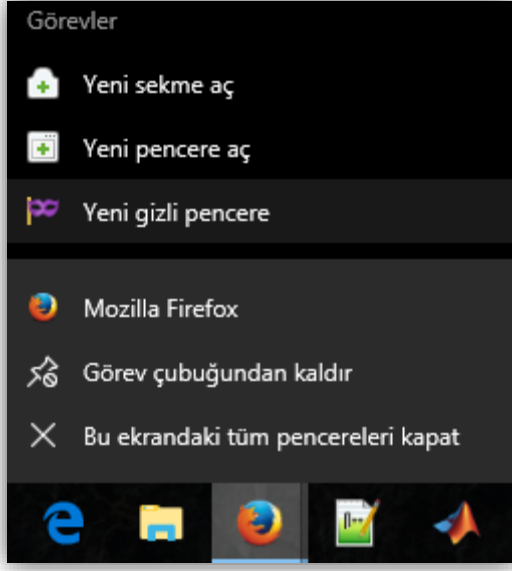 Görevler
Yeni sekme aç
Yeni pencere aç
Yeni gizli pencere
Mozilla Firefox
Görev çubuğundan kaldır
Bu ekrandaki tüm pencereleri kapat